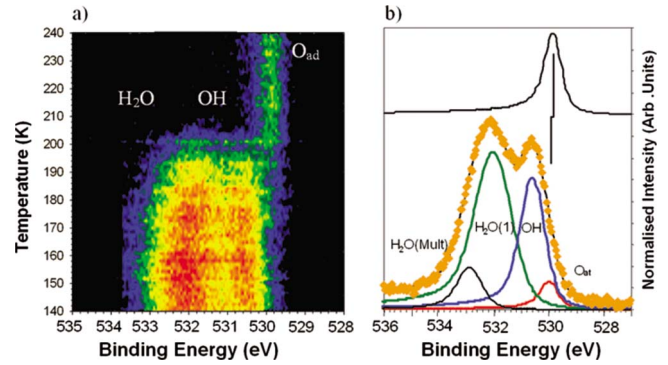 a)
240
230
220
210
200
190
180
170
160
150
140
Temperature (K)
H₂O OH O_ad
535 534 533 532 531 530 529 528
Binding Energy (eV)
b)
H₂O(Mult)
H₂O(1)
OH
O_at
536 534 532 530 528
Binding Energy (eV)
Normalised Intensity (Arb .Units)